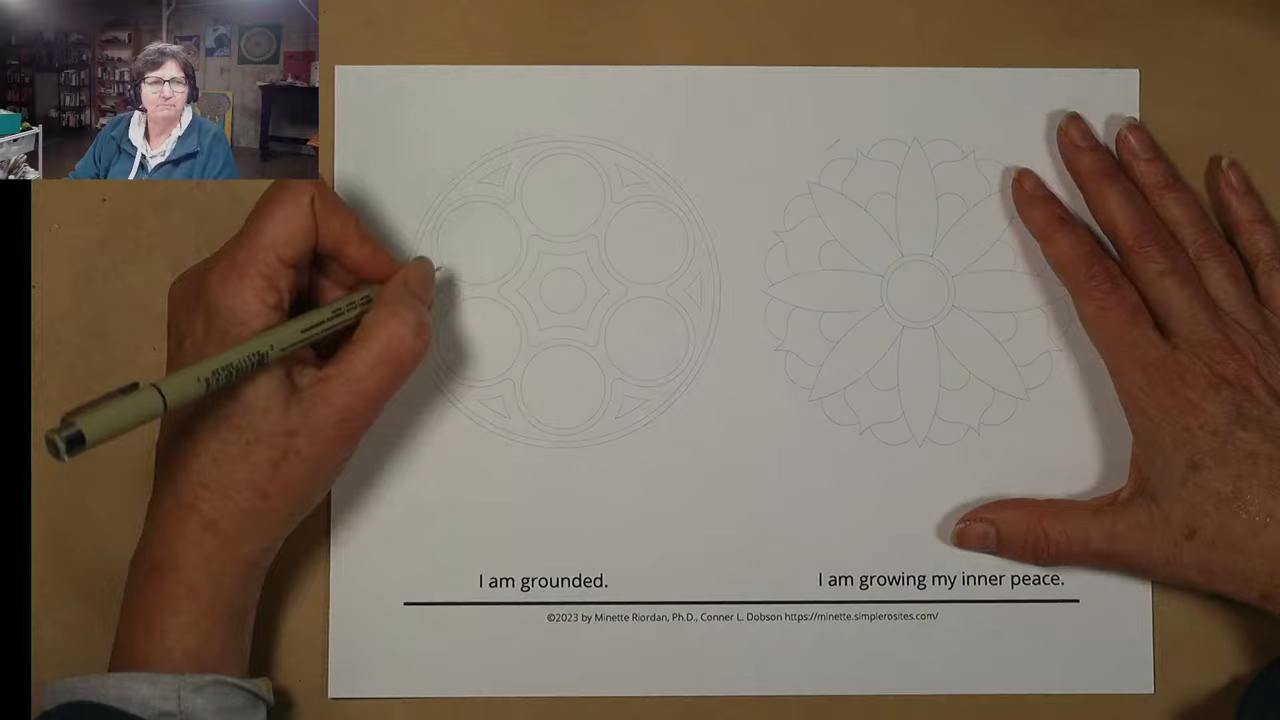 I am grounded.
I am growing my inner peace.
©2023 by Minette Riordan, Ph.D., Conner L. Dobson https://minette.simplerosites.com/